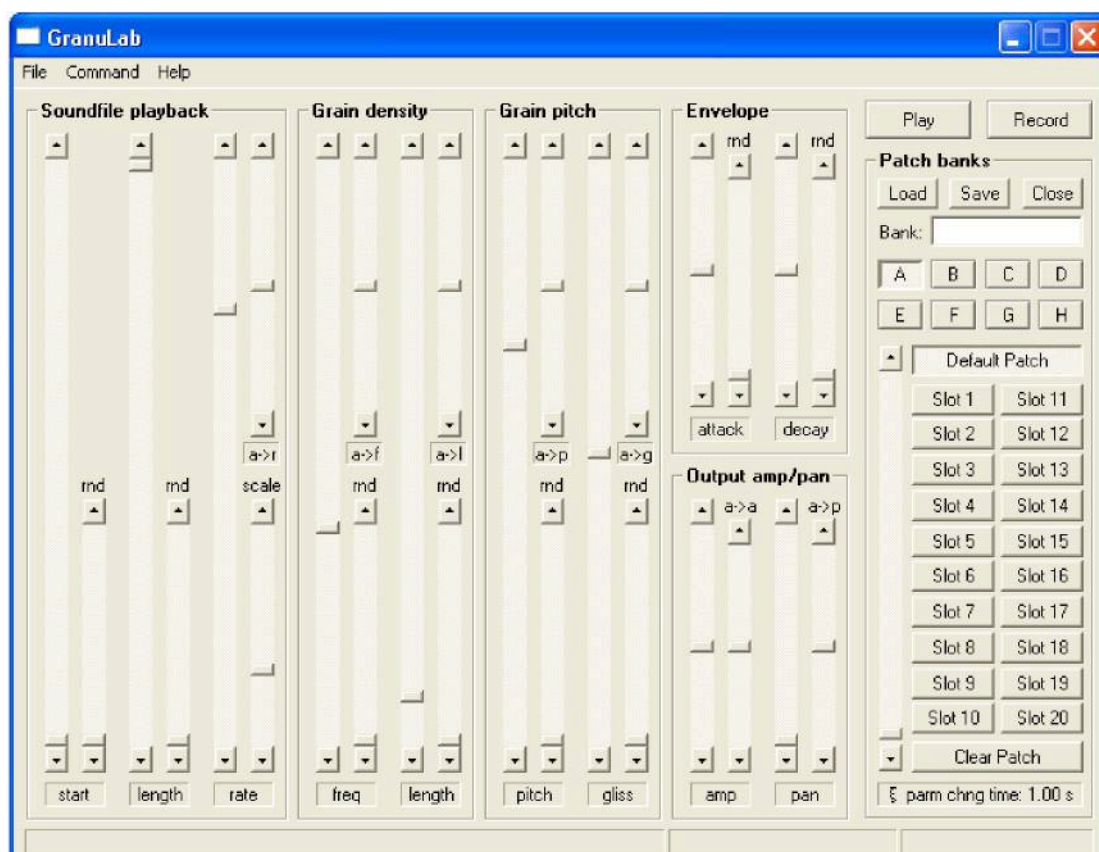 GranuLab
File Command Help
Soundfile playback
rnd
rnd
a->r
scale
start
length
rate
Grain density
a->f
rnd
a->l
rnd
freq
length
Grain pitch
a->p
rnd
a->g
rnd
pitch
gliss
Envelope
rnd
rnd
attack
decay
Output amp/pan
a->a
a->p
amp
pan
Play
Record
Patch banks
Load
Save
Close
Bank:
A
B
C
D
E
F
G
H
Default Patch
Slot 1
Slot 11
Slot 2
Slot 12
Slot 3
Slot 13
Slot 4
Slot 14
Slot 5
Slot 15
Slot 6
Slot 16
Slot 7
Slot 17
Slot 8
Slot 18
Slot 9
Slot 19
Slot 10
Slot 20
Clear Patch
ξ parm chng time: 1.00 s